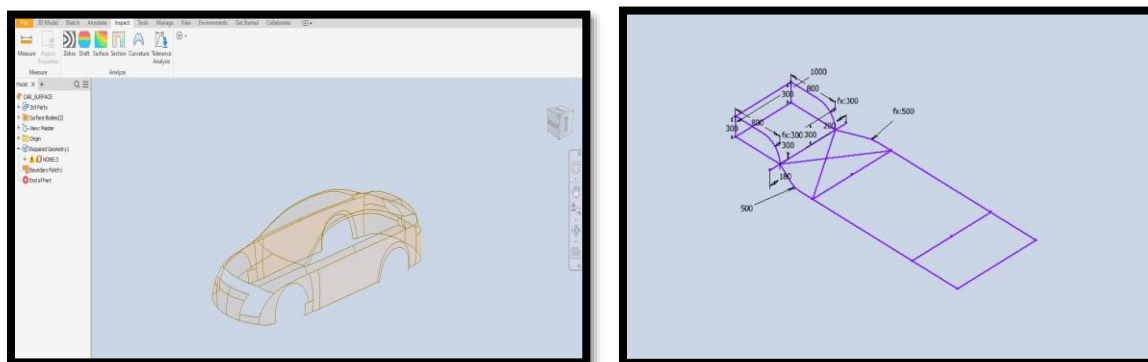 File 3D Model Sketch Annotate Inspect Tools Manage View Environments Get Started Collaborate
Measure Region Properties Zebra Draft Surface Section Curvature Tolerance Analysis
Measure Analyze
Model X +
CAR_SURFACE
3rd Party
Surface Bodies(2)
View: Master
Origin
Repaired Geometry1
NONE:3
Boundary Patch1
End of Part
1000
800
fx:300
300
fx:500
800
200
300
fx:300
300
300
180
500